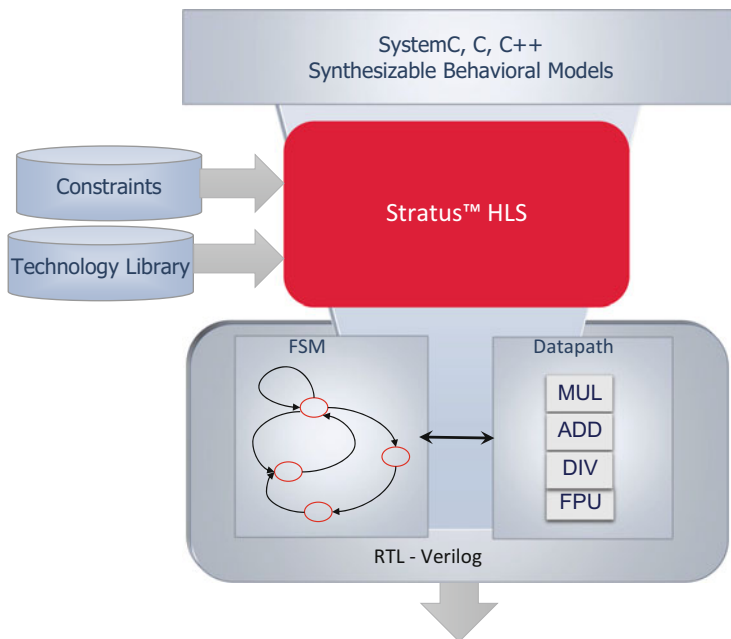 SystemC, C, C++
Synthesizable Behavioral Models
Constraints
Stratus™ HLS
Technology Library
FSM
Datapath
MUL
ADD
DIV
FPU
RTL - Verilog